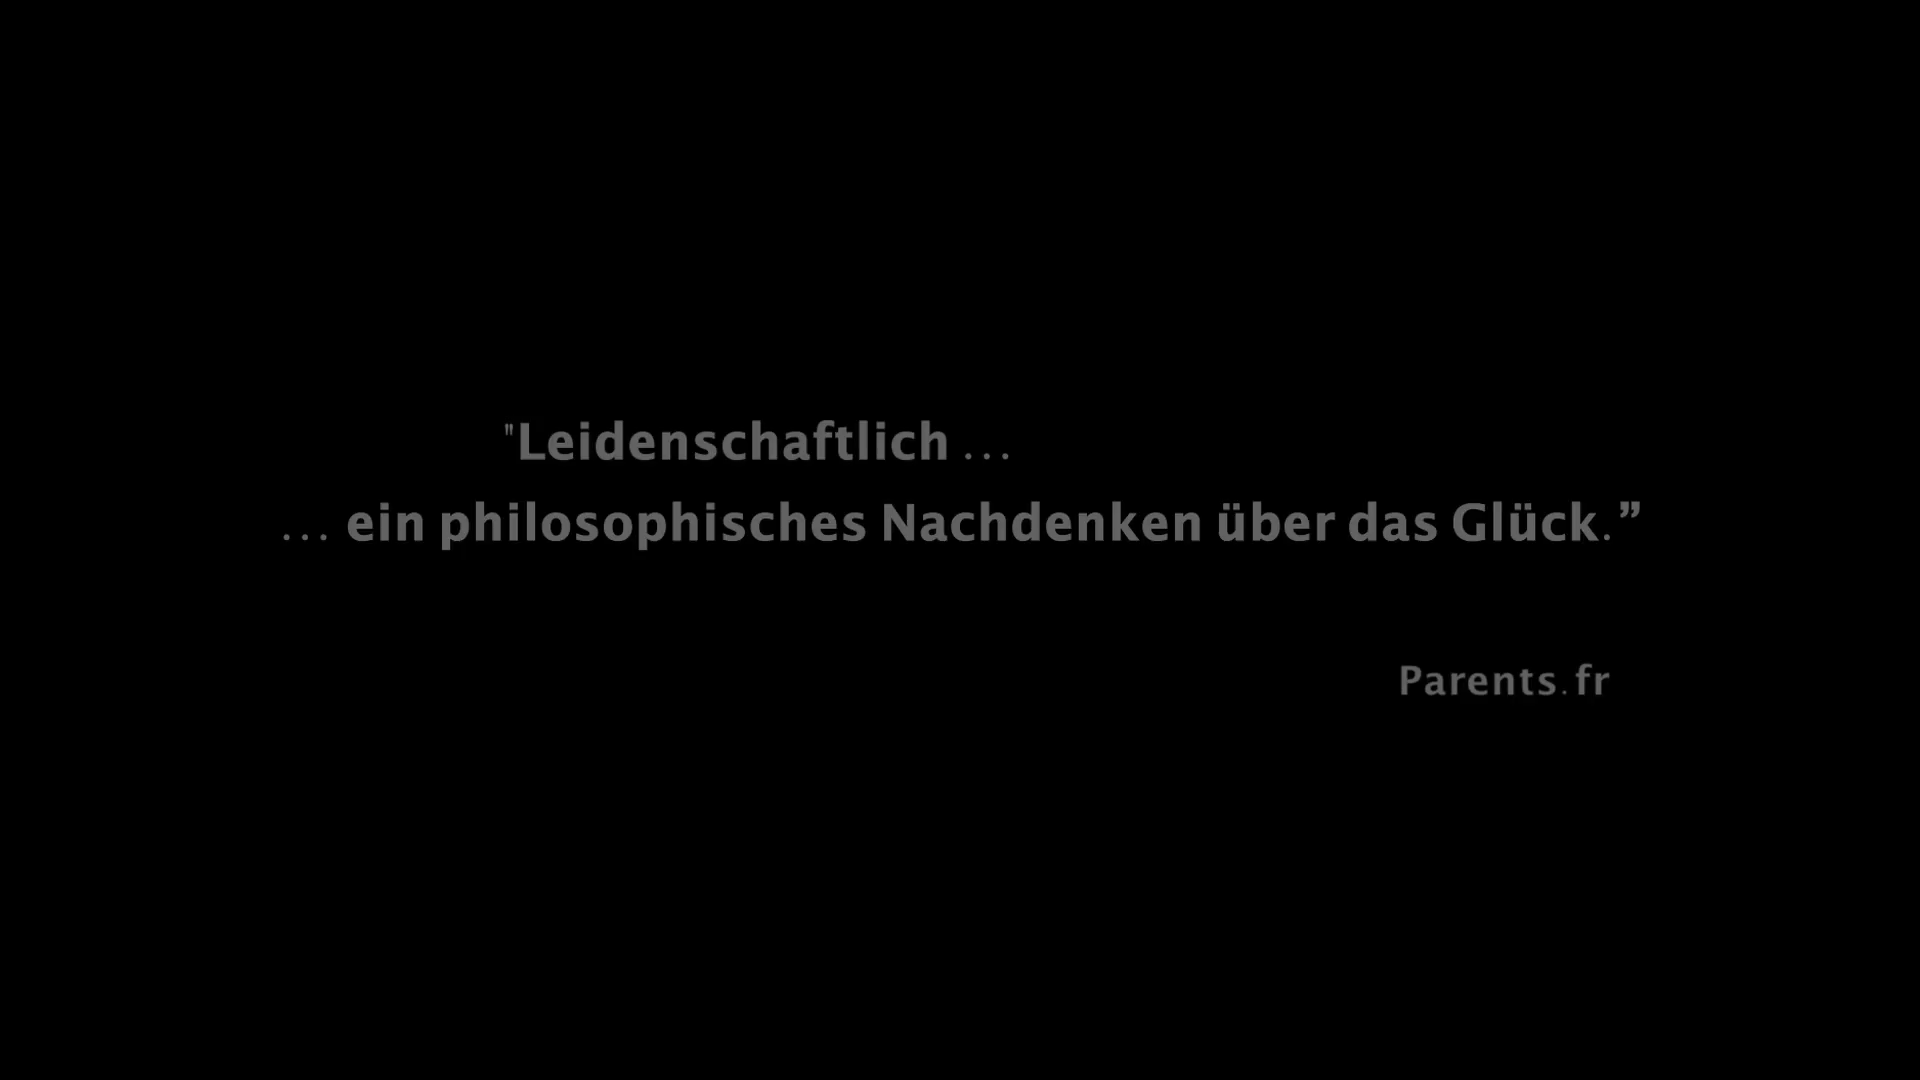 "Leidenschaftlich ...
... ein philosophisches Nachdenken über das Glück.”
Parents.fr